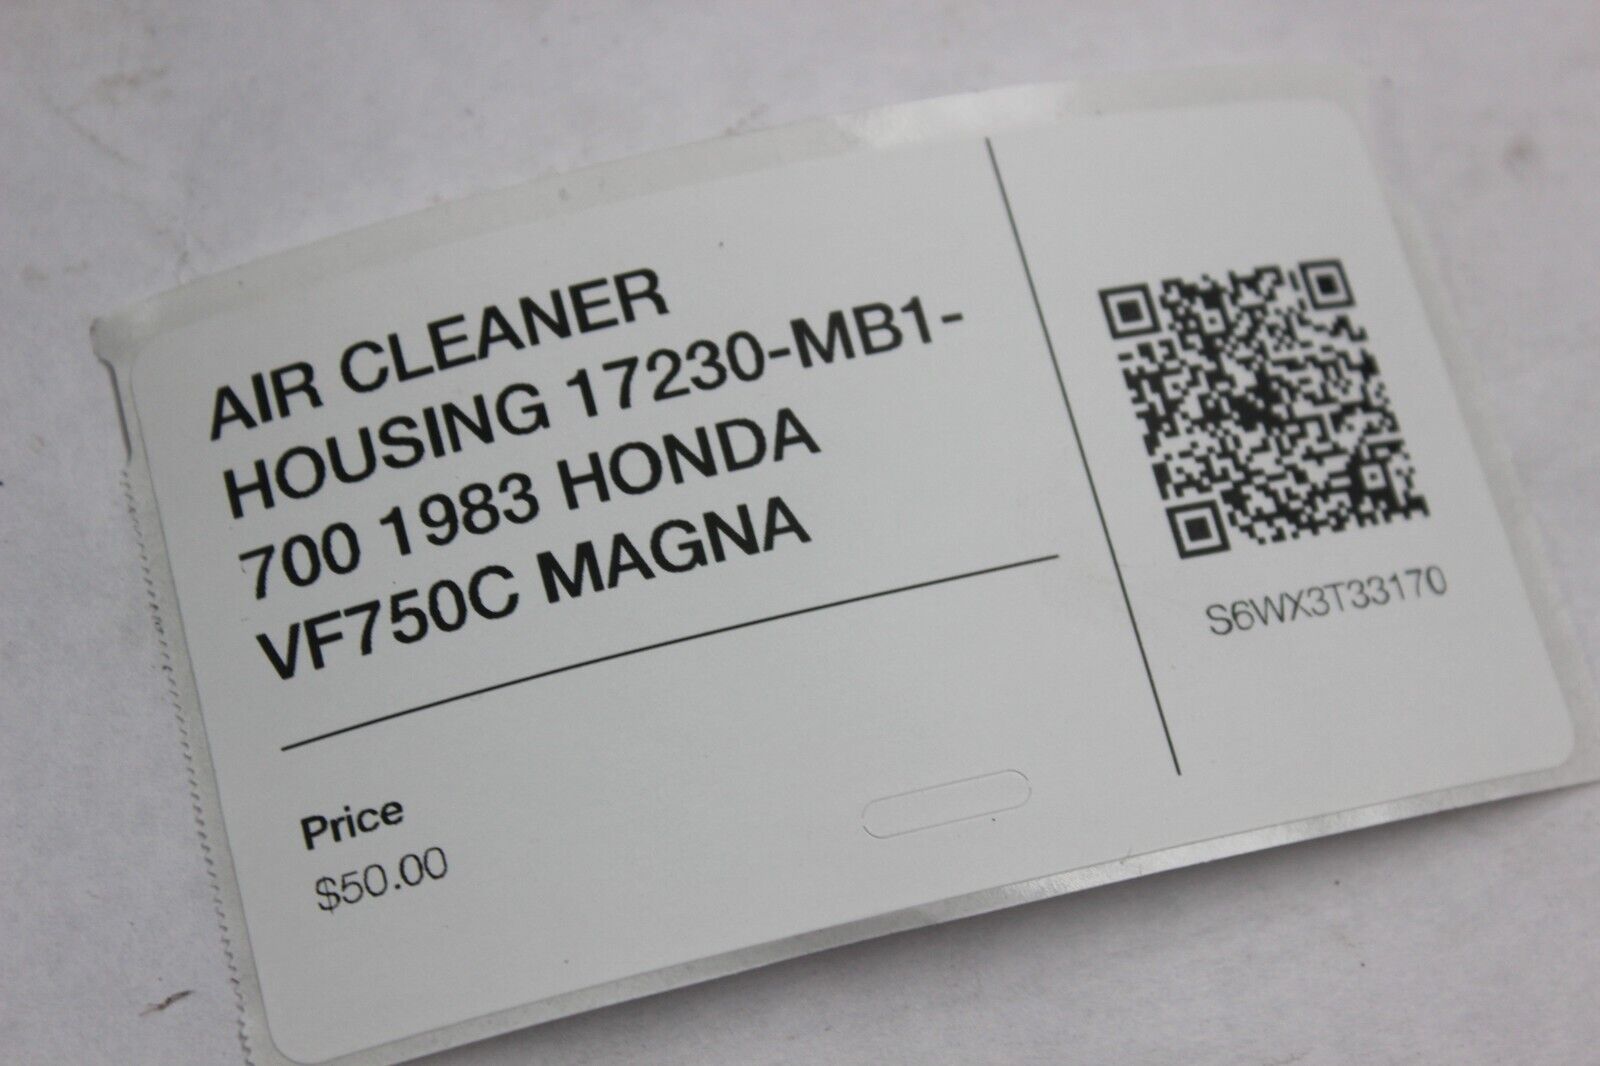 AIR CLEANER
HOUSING 17230-MB1-
700 1983 HONDA
VF750C MAGNA
Price
$50.00
S6WX3T33170